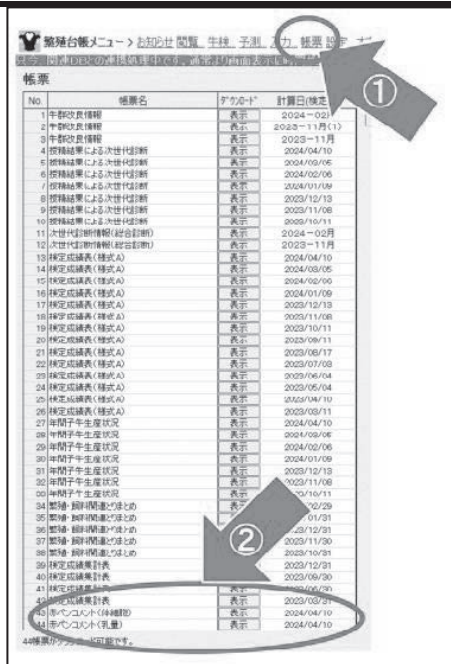 繁殖台帳メニュー > お知らせ 閲覧 牛検 予測 入力 帳票 設定
①
帳票
No. 帳票名 ダウンロード 計算日(検定
1 牛群改良情報 表示 2024-02
2 牛群改良情報 表示 2023-11月(1)
3 牛群改良情報 表示 2023-11月
4 授精結果による次世代診断 表示 2024/04/10
5 授精結果による次世代診断 表示 2024/03/05
6 授精結果による次世代診断 表示 2024/02/06
7 授精結果による次世代診断 表示 2024/01/09
8 授精結果による次世代診断 表示 2023/12/13
9 授精結果による次世代診断 表示 2023/11/08
10 授精結果による次世代診断 表示 2023/10/11
11 次世代診断情報(総合診断) 表示 2024-02月
12 次世代診断情報(総合診断) 表示 2023-11月
13 検定成績表(様式A) 表示 2024/04/10
14 検定成績表(様式A) 表示 2024/03/05
15 検定成績表(様式A) 表示 2024/02/06
16 検定成績表(様式A) 表示 2024/01/09
17 検定成績表(様式A) 表示 2023/12/13
18 検定成績表(様式A) 表示 2023/11/08
19 検定成績表(様式A) 表示 2023/10/11
20 検定成績表(様式A) 表示 2023/09/11
21 検定成績表(様式A) 表示 2023/08/17
22 検定成績表(様式A) 表示 2023/07/03
23 検定成績表(様式A) 表示 2023/06/04
24 検定成績表(様式A) 表示 2023/05/04
25 検定成績表(様式A) 表示 2023/04/10
26 検定成績表(様式A) 表示 2023/03/11
27 年間子牛生産状況 表示 2024/04/10
28 年間子牛生産状況 表示 2024/03/05
29 年間子牛生産状況 表示 2024/02/06
30 年間子牛生産状況 表示 2024/01/09
31 年間子牛生産状況 表示 2023/12/13
32 年間子牛生産状況 表示 2023/11/08
33 年間子牛生産状況 表示 /10/11
34 繁殖・飼料関連とりまとめ 表示 02/29
35 繁殖・飼料関連とりまとめ 表示 /01/31
36 繁殖・飼料関連とりまとめ 表示 /12/31
37 繁殖・飼料関連とりまとめ ② 2023/11/30
38 繁殖・飼料関連とりまとめ 2023/10/31
39 検定成績集計表 2023/12/31
40 検定成績集計表 表示 2023/09/30
41 検定成績集計表 表示 2023/06/30
42 検定成績集計表 表示 2023/03/31
43 赤ペンコメント(体細胞) 表示 2024/04/10
44 赤ペンコメント(乳量) 表示 2024/04/10
44帳票がダウンロード可能です。